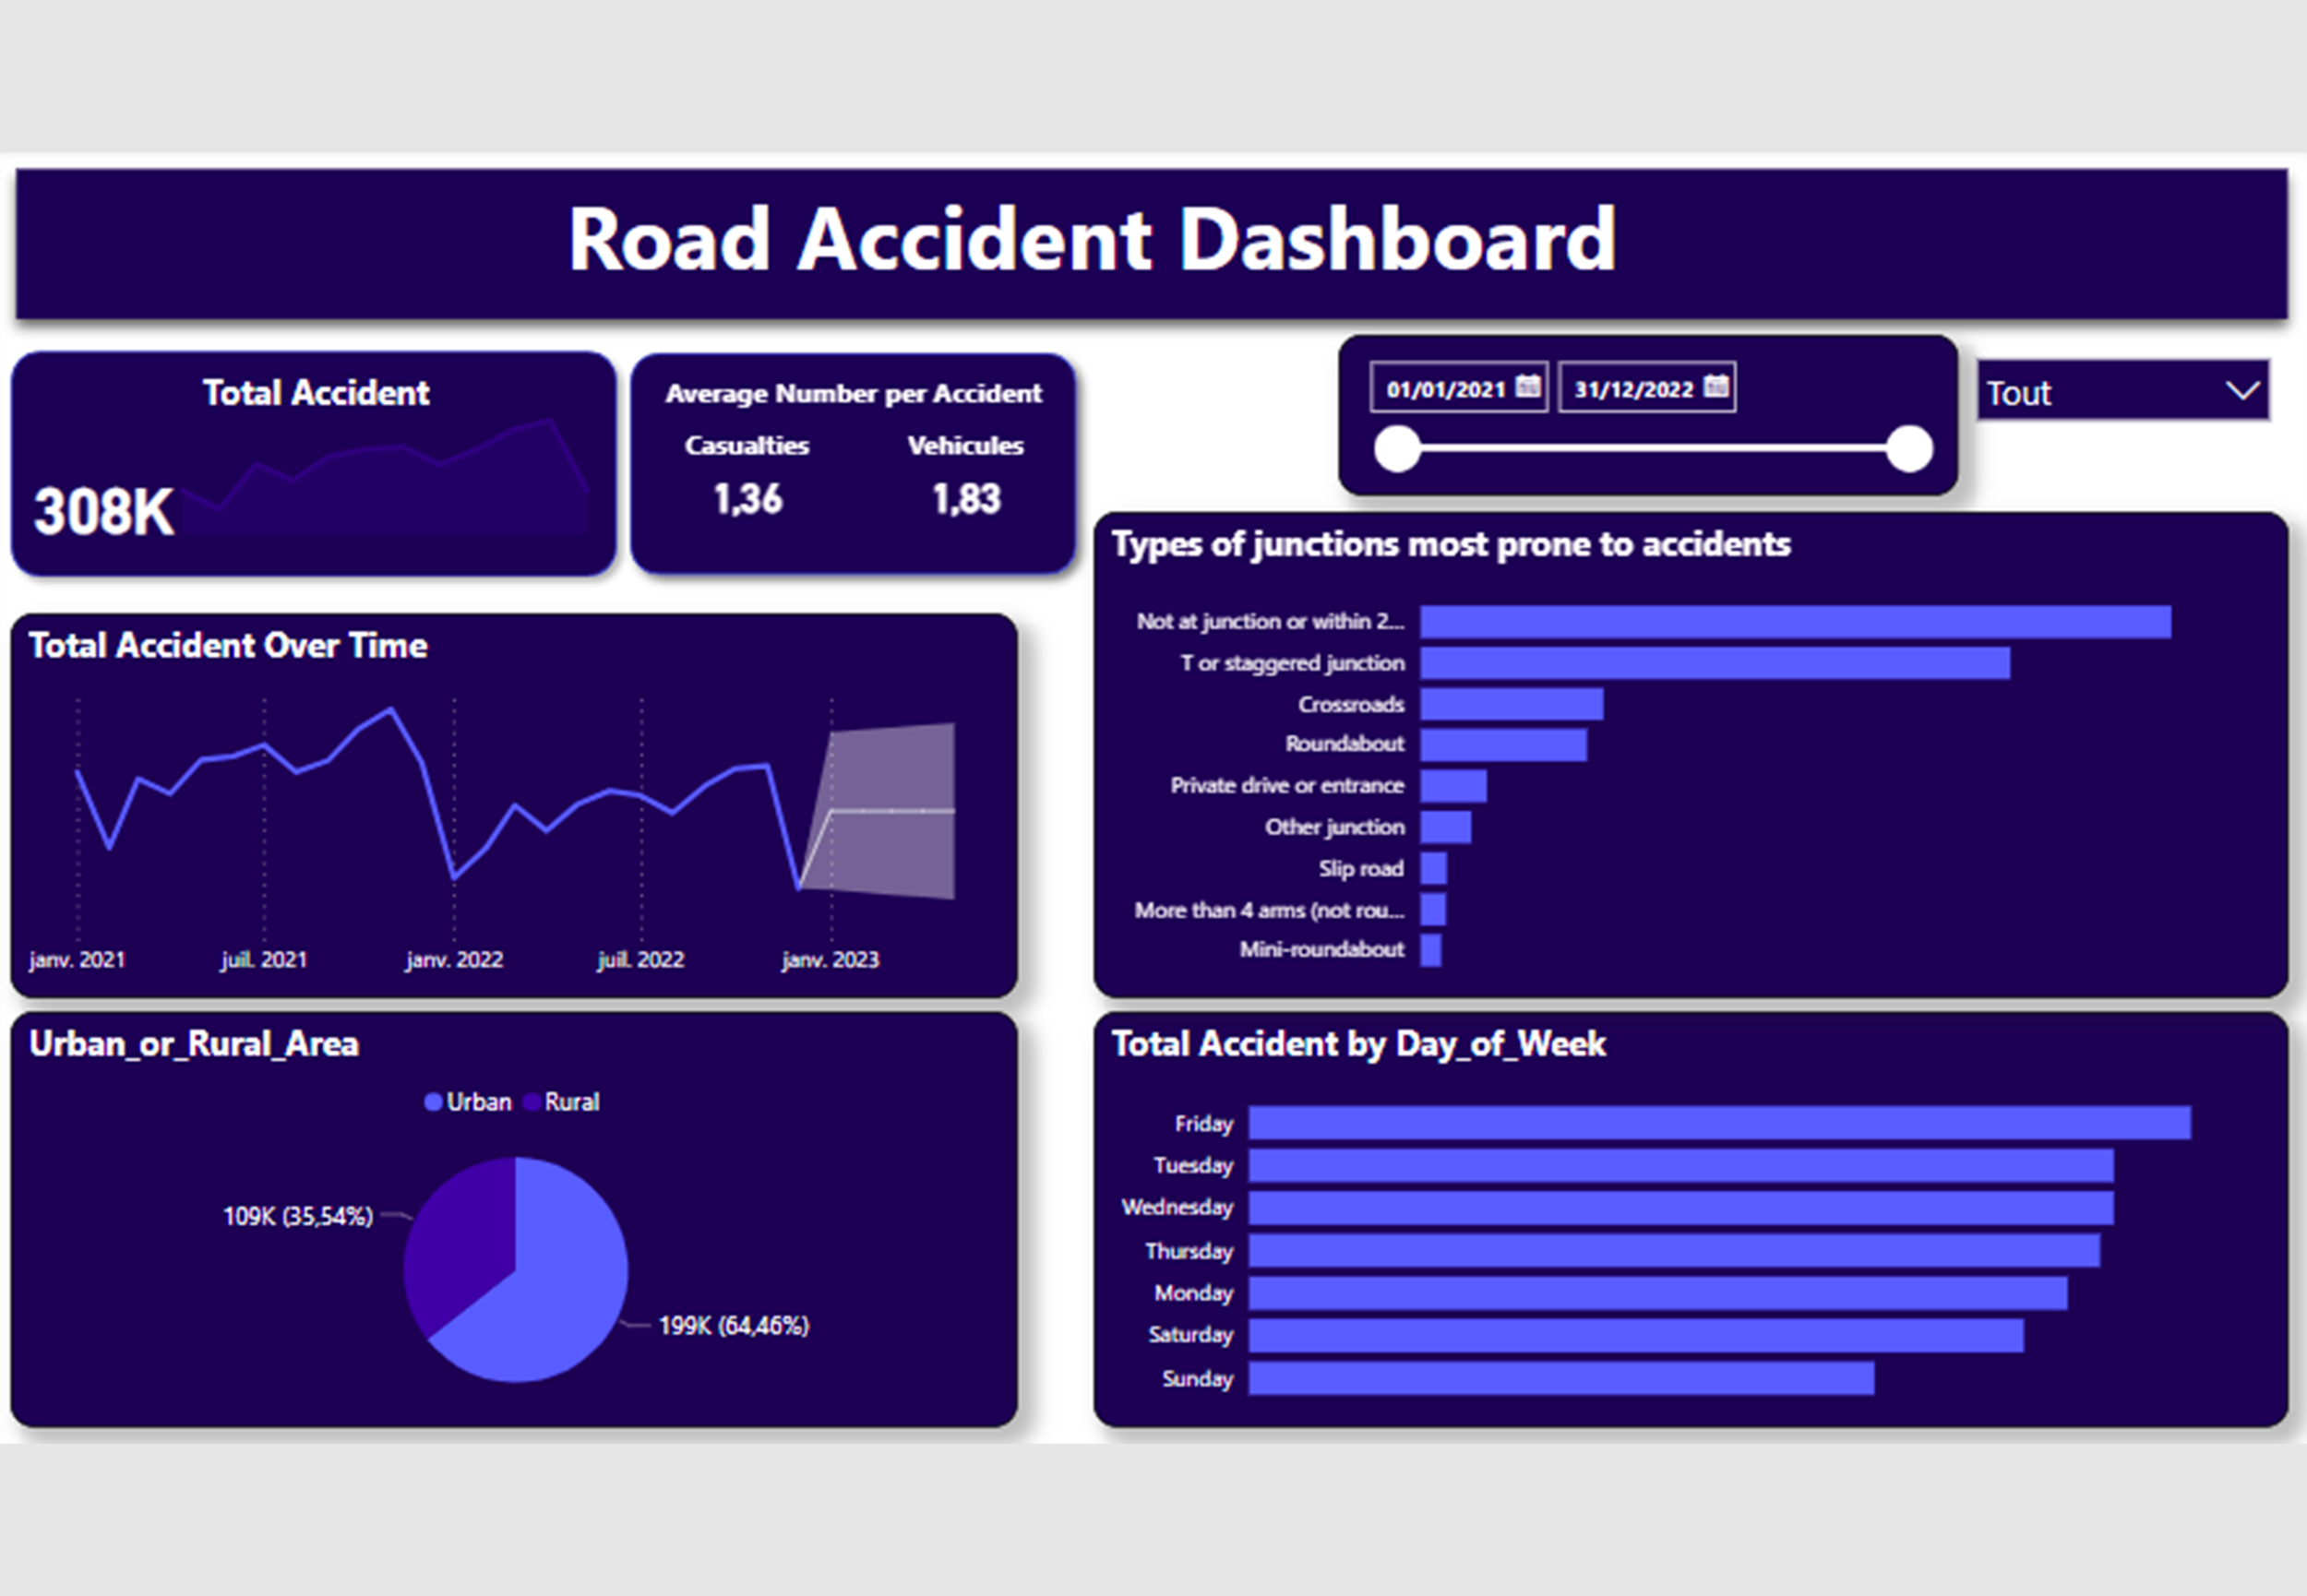 Road Accident Dashboard
Total Accident
308K
Average Number per Accident
Casualties Vehicules
1,36 1,83
01/01/2021 31/12/2022
Tout
Types of junctions most prone to accidents
Not at junction or within 2...
T or staggered junction
Crossroads
Roundabout
Private drive or entrance
Other junction
Slip road
More than 4 arms (not rou...
Mini-roundabout
Total Accident Over Time
janv. 2021 juil. 2021 janv. 2022 juil. 2022 janv. 2023
Urban_or_Rural_Area
Urban Rural
109K (35,54%)
199K (64,46%)
Total Accident by Day_of_Week
Friday
Tuesday
Wednesday
Thursday
Monday
Saturday
Sunday